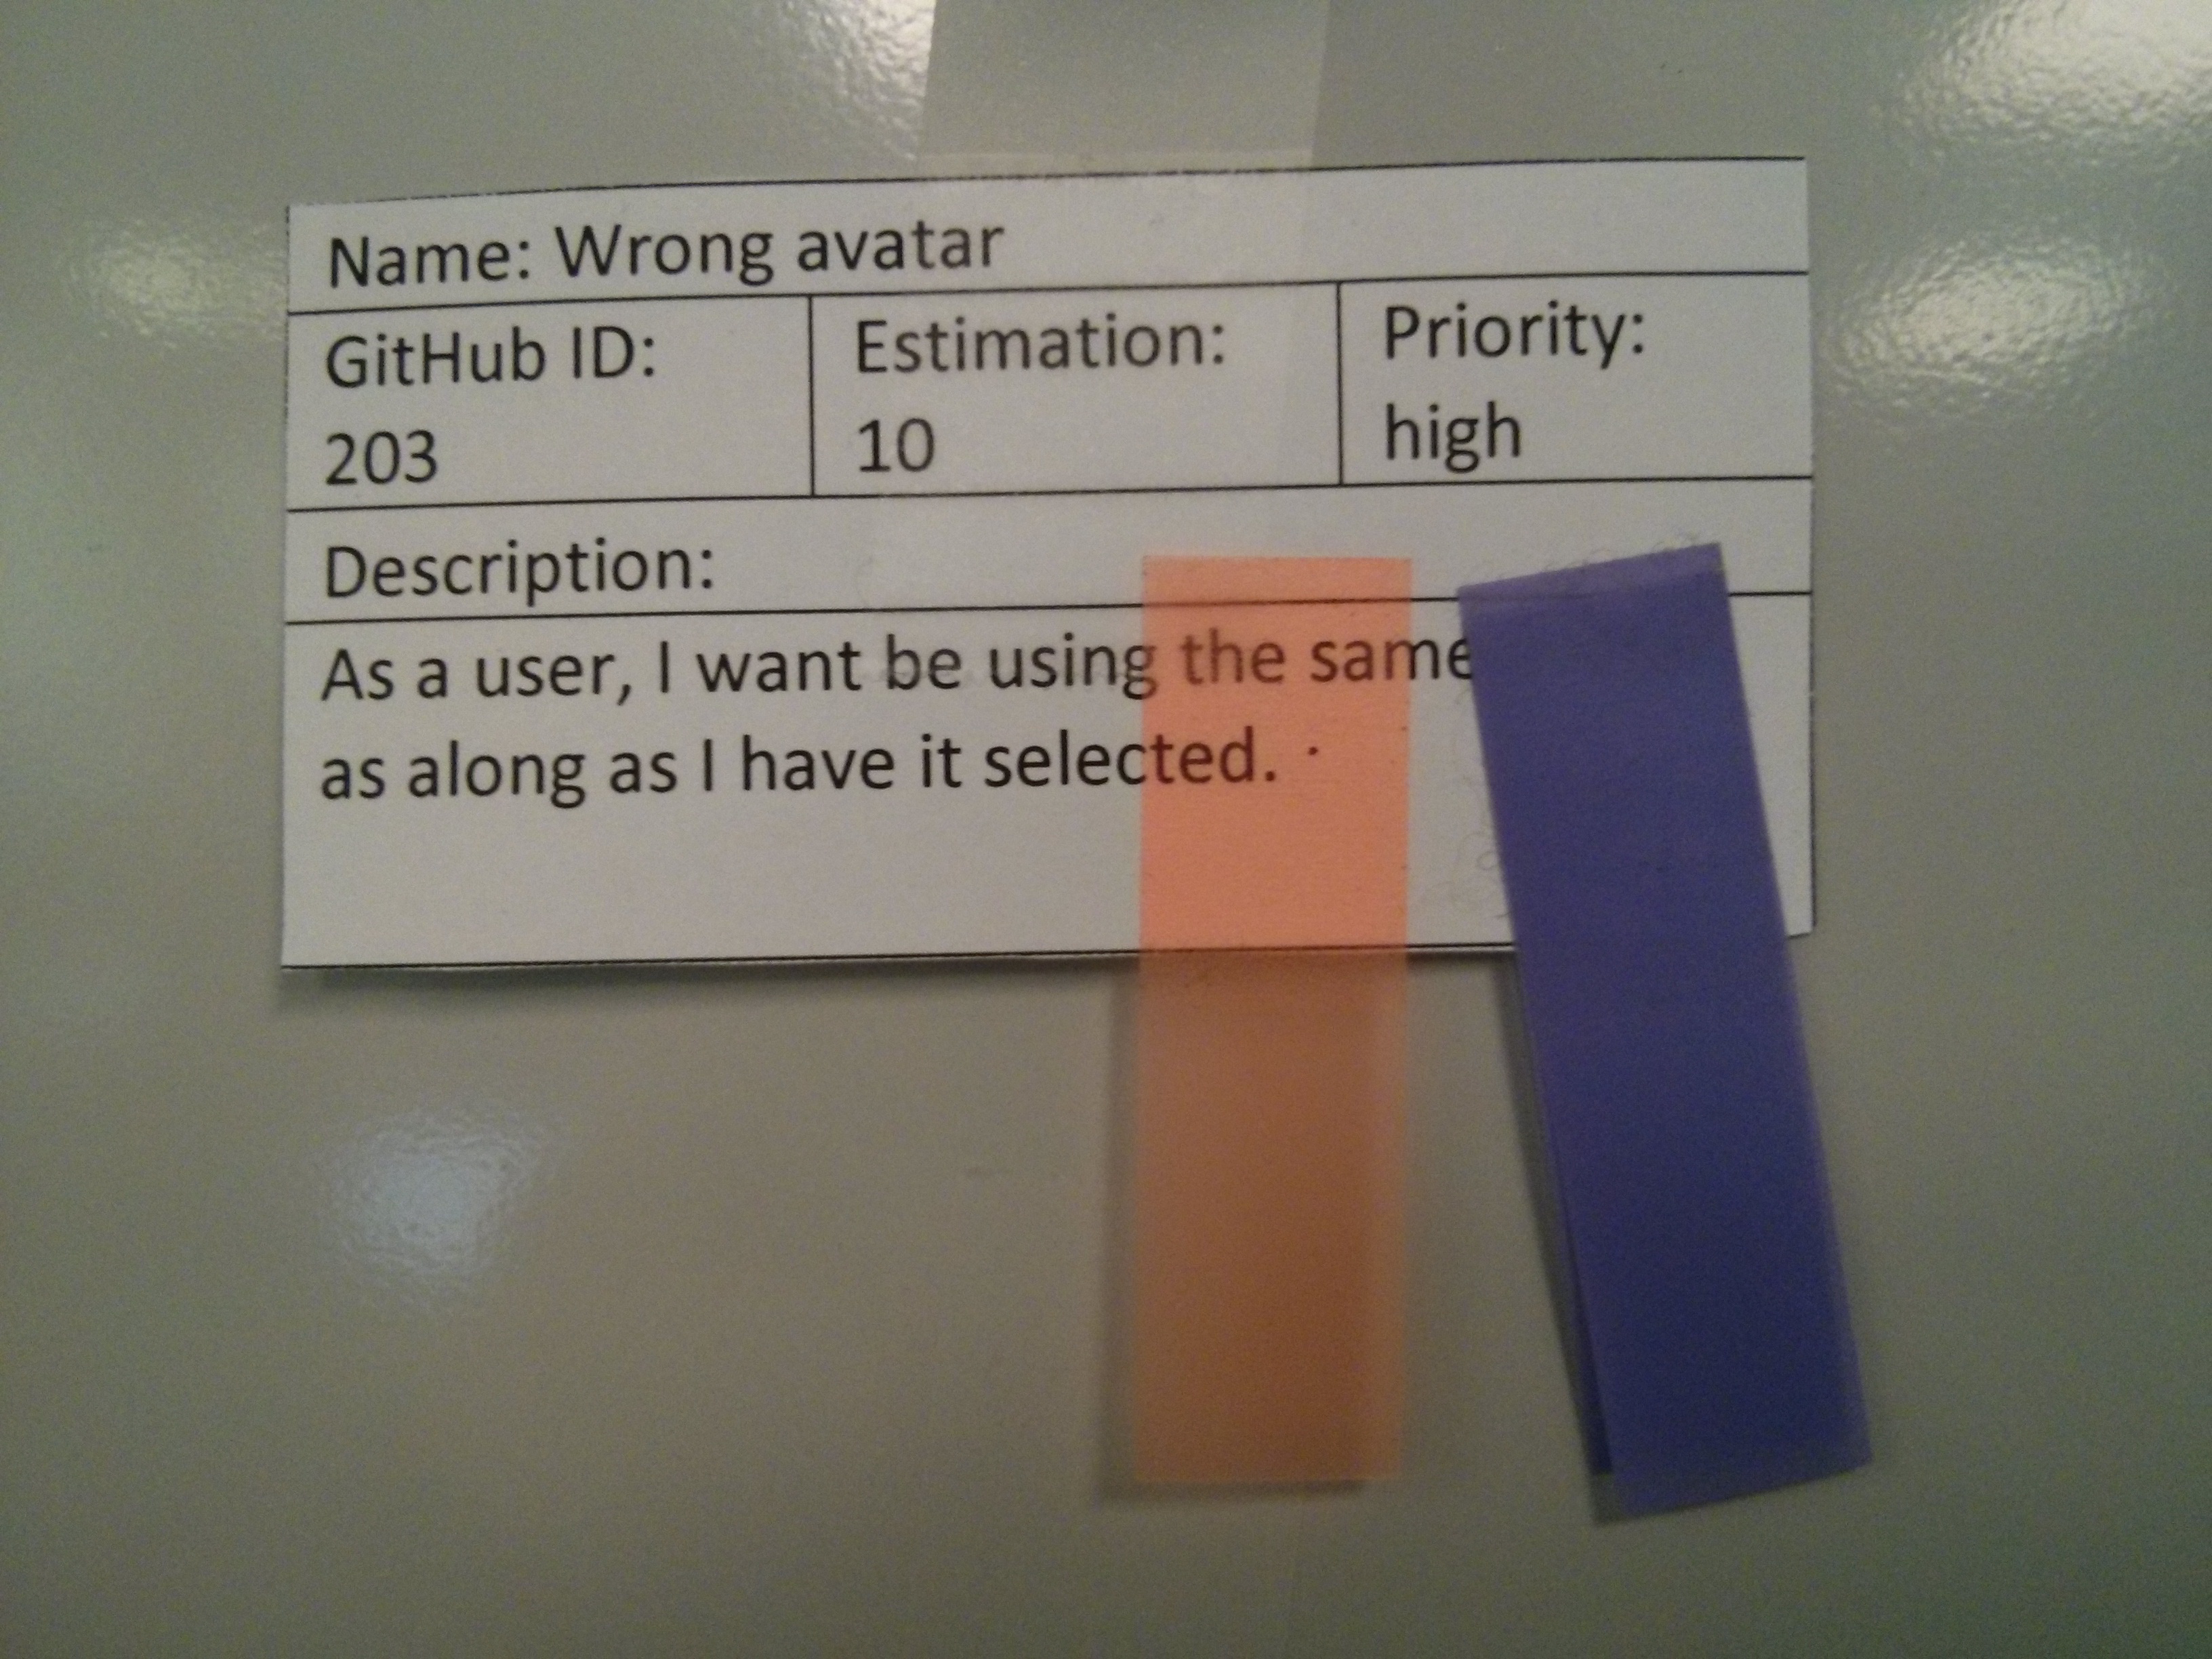 Name: Wrong avatar
GitHub ID:
203
Estimation:
10
Priority:
high
Description:
As a user, I want be using the same
as along as I have it selected.